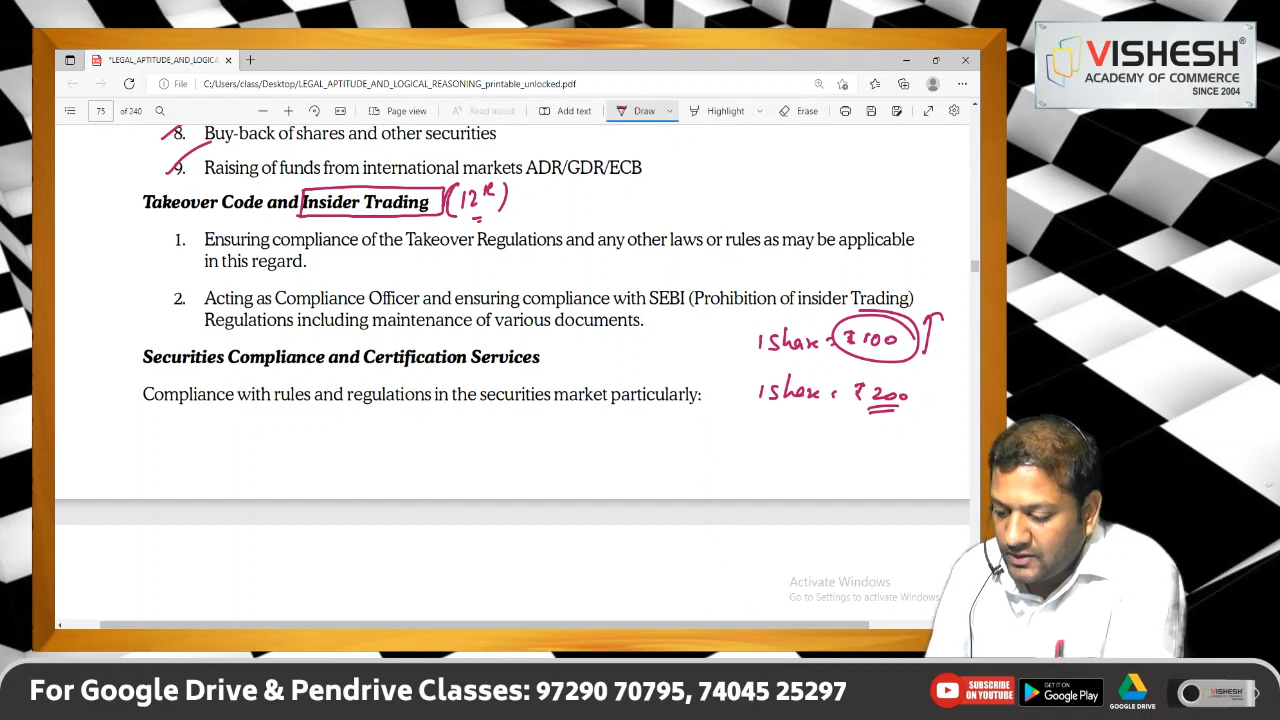 *LEGAL_APTITUDE_AND_LOGICA
File C:/Users/class/Desktop/LEGAL_APTITUDE_AND_LOGICAL_REASONING_printable_unlocked.pdf
75 of 240 Page view Read aloud Add text Draw Highlight Erase
VISHESH®
ACADEMY OF COMMERCE
SINCE 2004
8. Buy-back of shares and other securities
9. Raising of funds from international markets ADR/GDR/ECB
Takeover Code and Insider Trading
1. Ensuring compliance of the Takeover Regulations and any other laws or rules as may be applicable
in this regard.
2. Acting as Compliance Officer and ensuring compliance with SEBI (Prohibition of insider Trading)
Regulations including maintenance of various documents.
1 Share = ₹ 100
Securities Compliance and Certification Services
Compliance with rules and regulations in the securities market particularly:
1 Share = ₹ 200
Activate Windows
Go to Settings to activate Windows.
For Google Drive & Pendrive Classes: 97290 70795, 74045 25297
SUBSCRIBE
ON YOUTUBE
GET IT ON
Google Play
GOOGLE DRIVE
VISHESH